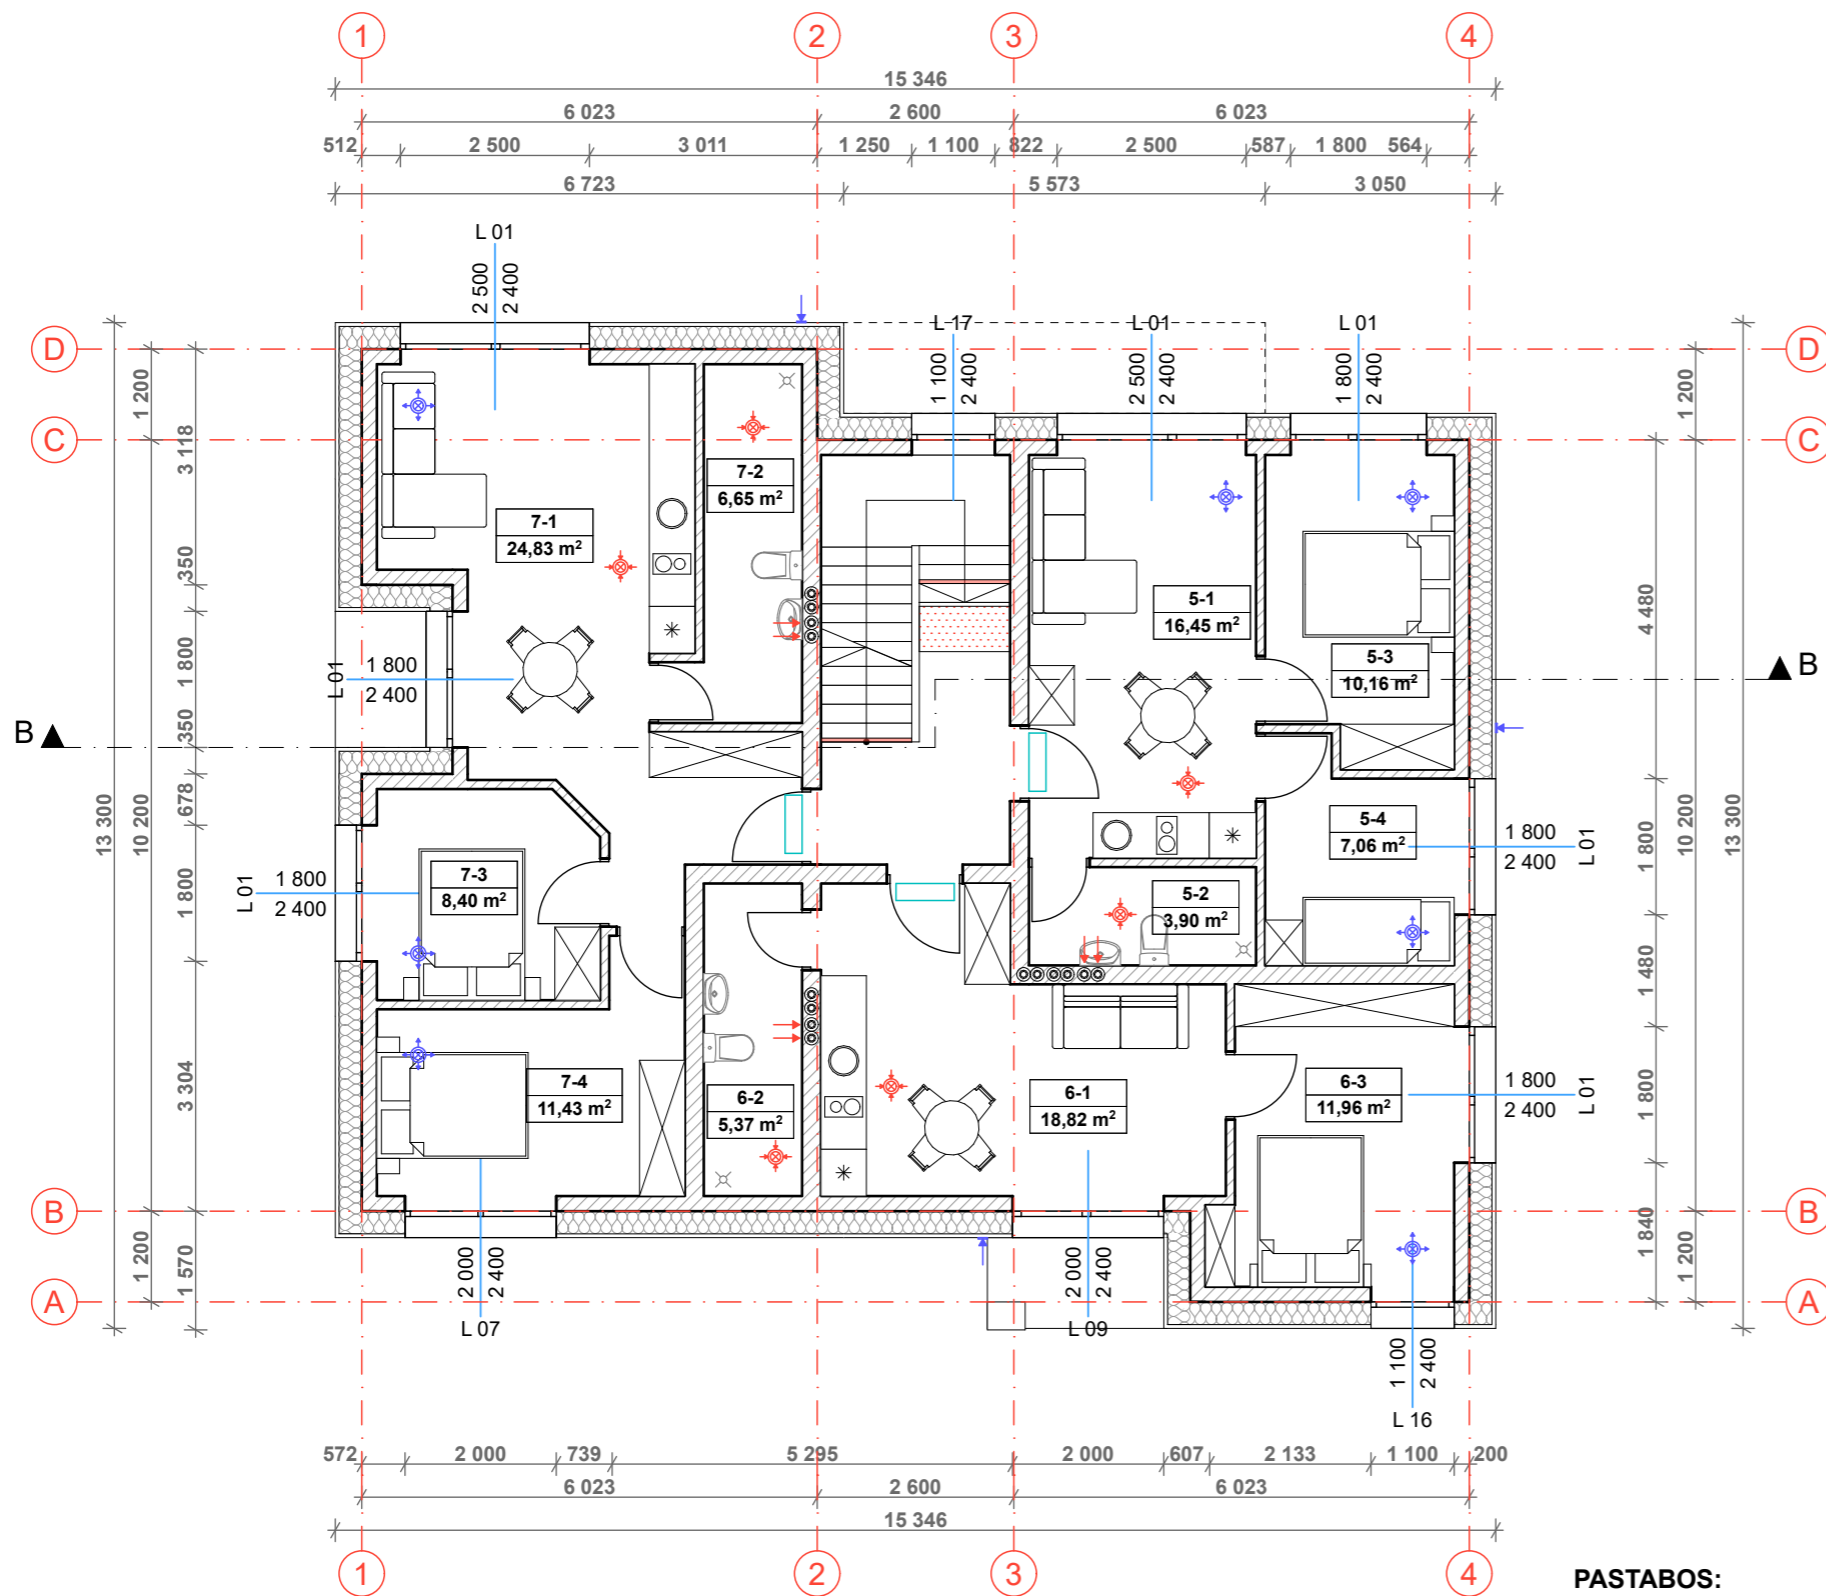 1 2 3 4
15 346
6 023 2 600 6 023
512 2 500 3 011 1 250 1 100 822 2 500 587 1 800 564
6 723 5 573 3 050
L 01
2 500
2 400
L 17
1 100
2 400
L 01
2 500
2 400
L 01
1 800
2 400
D D
C C
1 200
3 118
350
1 800
350
678
1 800
3 304
1 570
10 200
1 200
13 300
1 200
4 480
1 800
1 480
1 800
1 840
10 200
1 200
13 300
7-1
24,83 m²
7-2
6,65 m²
5-1
16,45 m²
5-3
10,16 m²
L 01
1 800
2 400
B B
7-3
8,40 m²
L 01
1 800
2 400
5-4
7,06 m²
1 800
2 400
L 01
5-2
3,90 m²
7-4
11,43 m²
6-2
5,37 m²
6-1
18,82 m²
6-3
11,96 m²
1 800
2 400
L 01
B B
A A
2 000
2 400
L 07
2 000
2 400
L 09
1 100
2 400
L 16
572 2 000 739 5 295 2 000 607 2 133 1 100 200
6 023 2 600 6 023
15 346
1 2 3 4
PASTABOS: